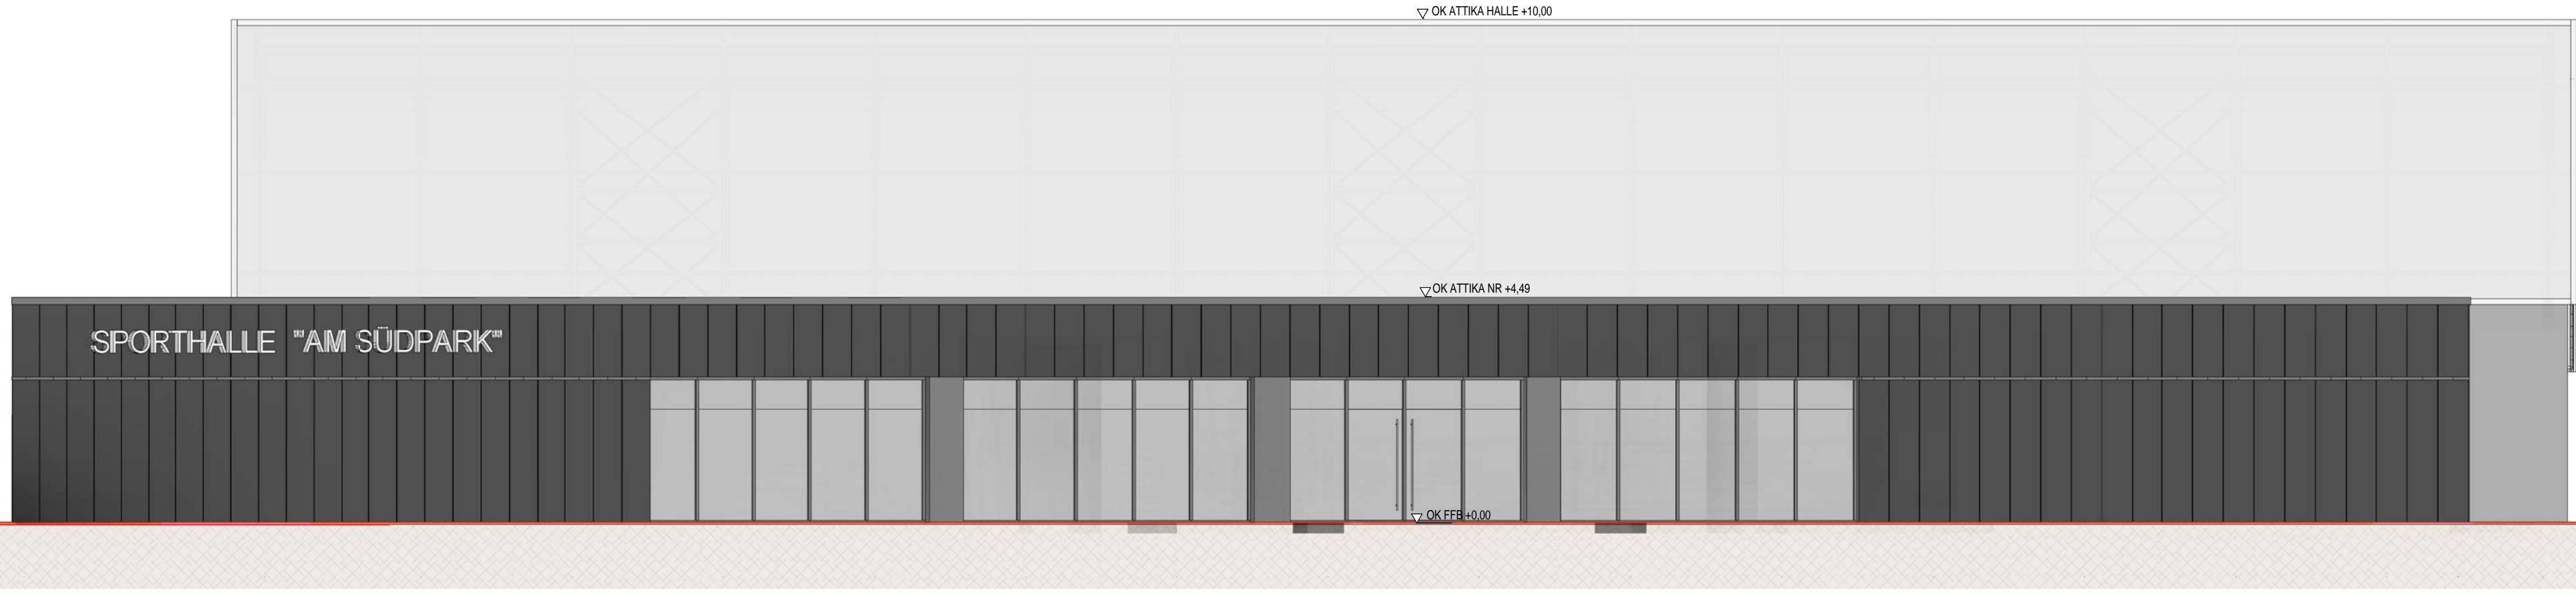 OK ATTIKA HALLE +10,00
OK ATTIKA NR +4,49
SPORTHALLE "AM SÜDPARK"
OK FFB +0,00